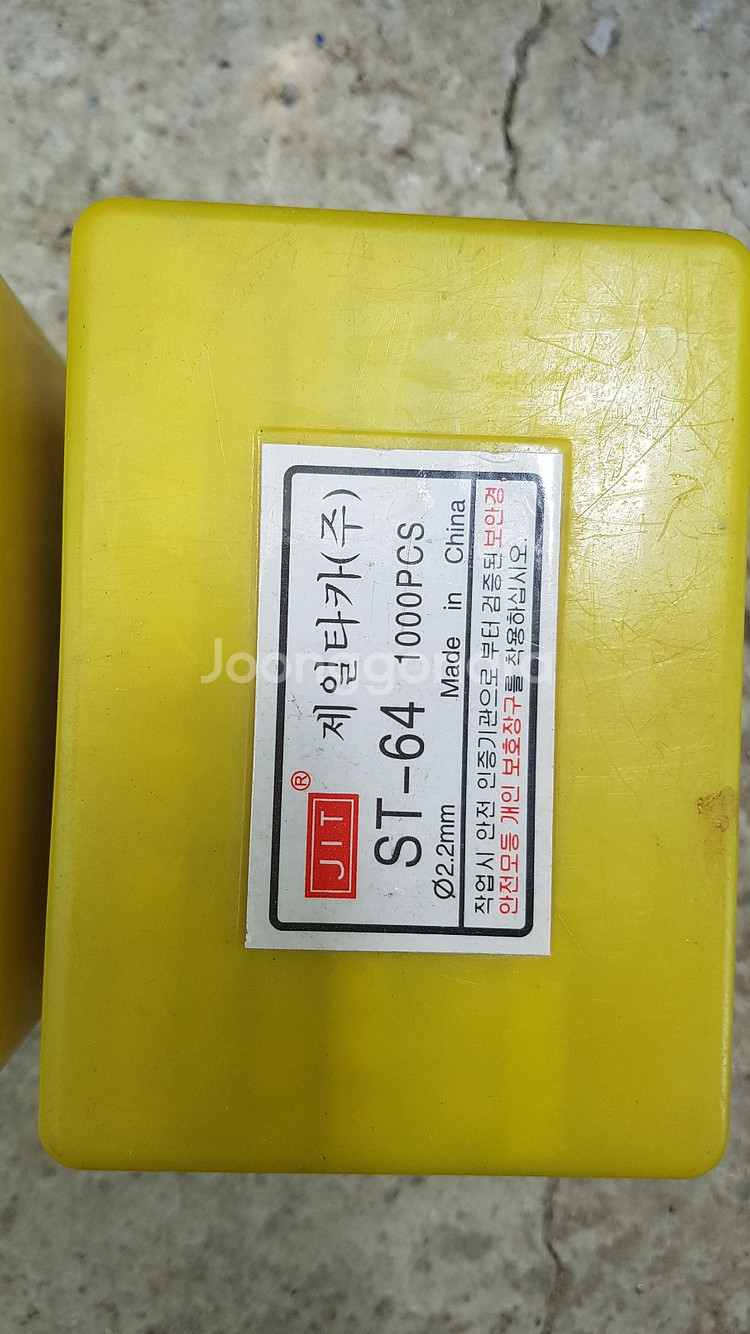 JIT® 제일타카(주)
ST-64 1000PCS
Ø2.2mm Made in China
작업시 안전 인증기관으로 부터 검증된 보안경,
안전모등 개인 보호장구를 착용하십시오.
Joonggonara